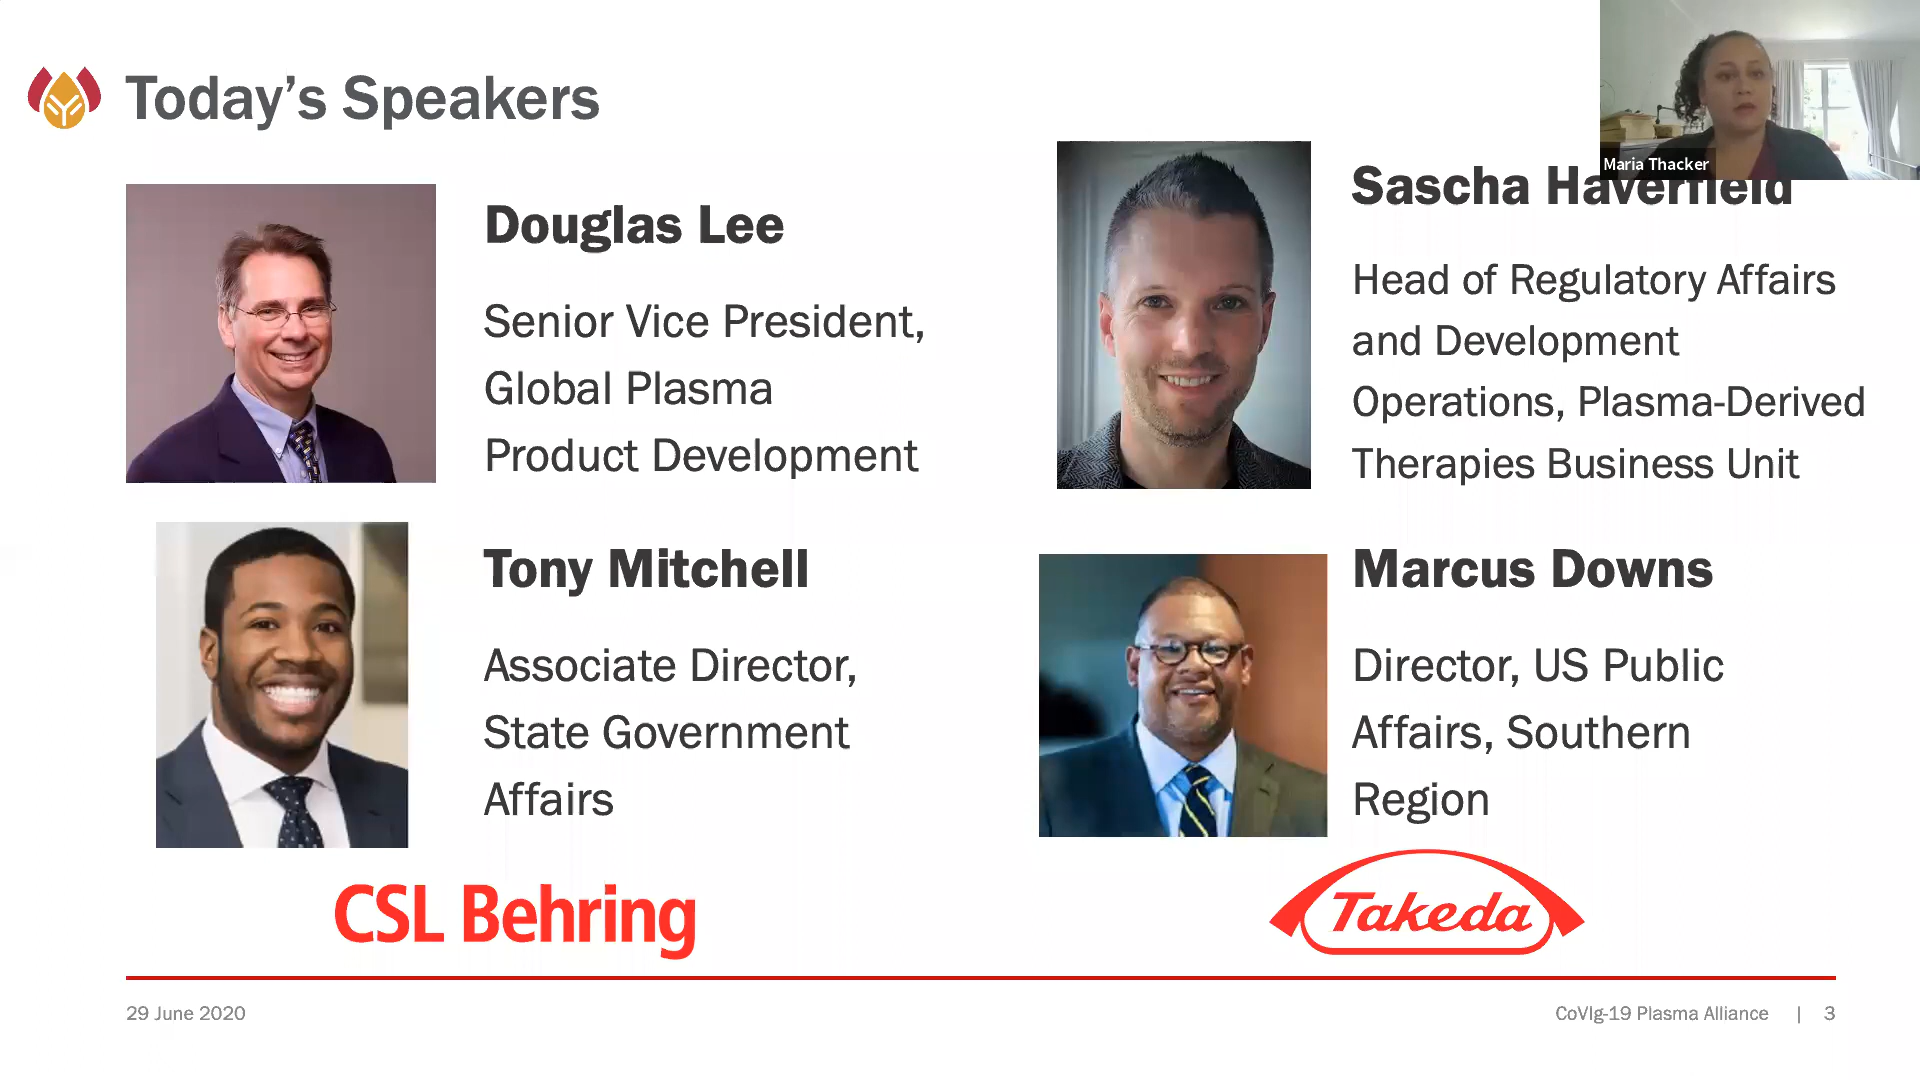 Today's Speakers
Maria Thacker
Douglas Lee
Senior Vice President,
Global Plasma
Product Development
Sascha Haverfield
Head of Regulatory Affairs
and Development
Operations, Plasma-Derived
Therapies Business Unit
Tony Mitchell
Associate Director,
State Government
Affairs
Marcus Downs
Director, US Public
Affairs, Southern
Region
CSL Behring
Takeda
29 June 2020
CoVIg-19 Plasma Alliance | 3